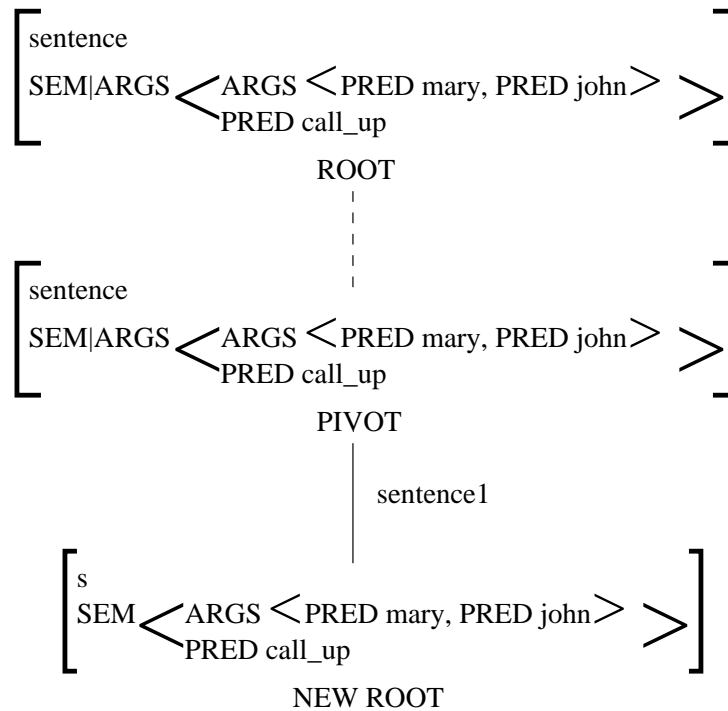 sentence
SEM|ARGS < ARGS < PRED mary, PRED john > >
PRED call_up
ROOT
sentence
SEM|ARGS < ARGS < PRED mary, PRED john > >
PRED call_up
PIVOT
sentence1
s
SEM < ARGS < PRED mary, PRED john > >
PRED call_up
NEW ROOT